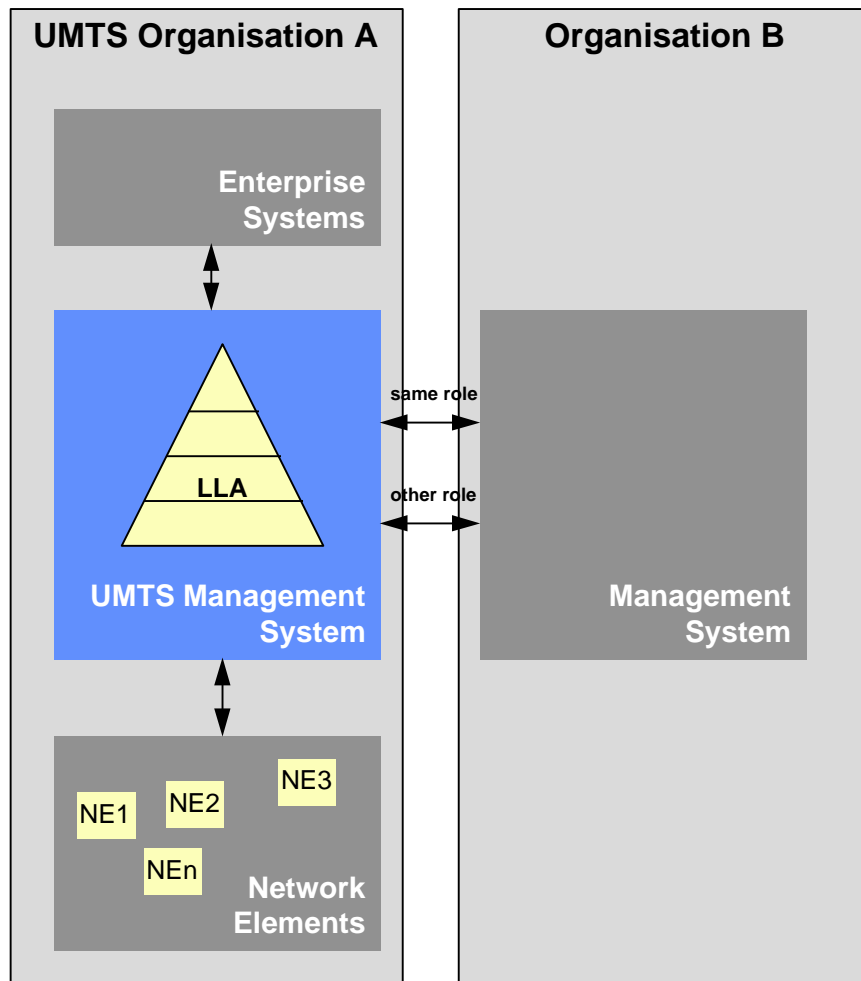 UMTS Organisation A
Organisation B
Enterprise
Systems
same role
LLA
other role
UMTS Management
System
Management
System
NE3
NE2
NE1
NEn
Network
Elements